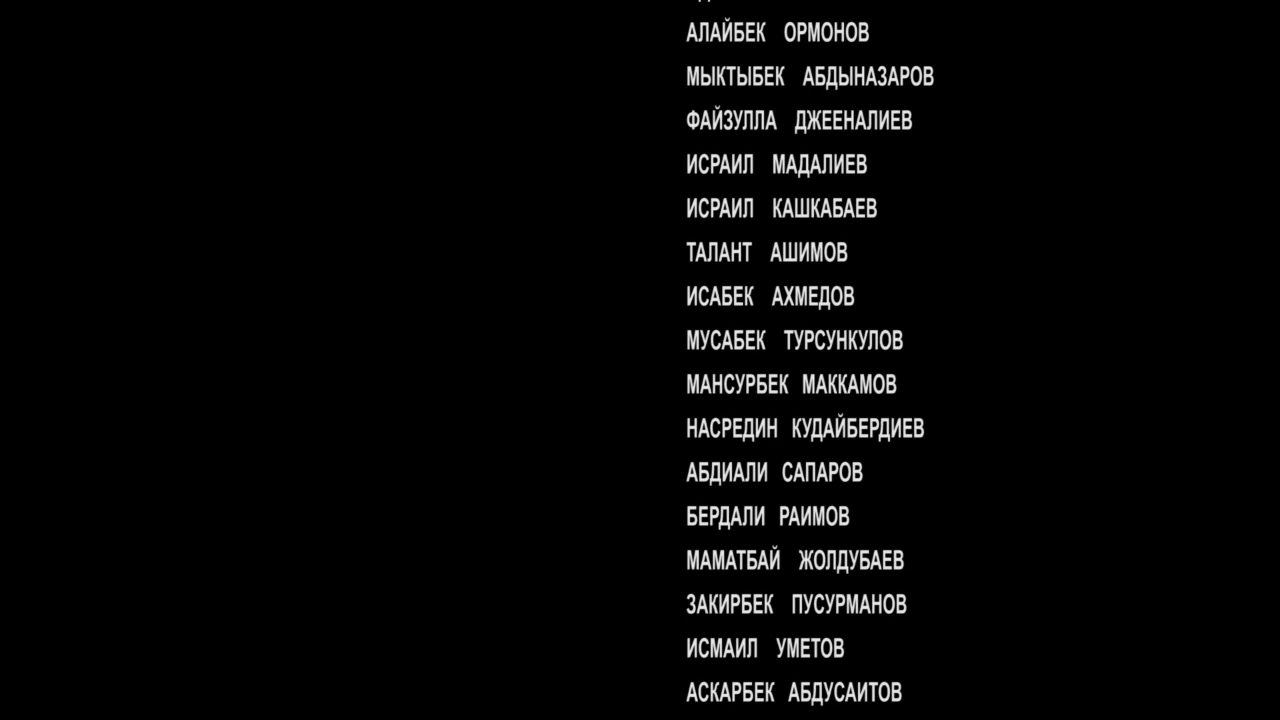 АЛАЙБЕК ОРМОНОВ
МЫКТЫБЕК АБДЫНАЗАРОВ
ФАЙЗУЛЛА ДЖЕЕНАЛИЕВ
ИСРАИЛ МАДАЛИЕВ
ИСРАИЛ КАШКАБАЕВ
ТАЛАНТ АШИМОВ
ИСАБЕК АХМЕДОВ
МУСАБЕК ТУРСУНКУЛОВ
МАНСУРБЕК МАККАМОВ
НАСРЕДИН КУДАЙБЕРДИЕВ
АБДИАЛИ САПАРОВ
БЕРДАЛИ РАИМОВ
МАМАТБАЙ ЖОЛДУБАЕВ
ЗАКИРБЕК ПУСУРМАНОВ
ИСМАИЛ УМЕТОВ
АСКАРБЕК АБДУСАИТОВ